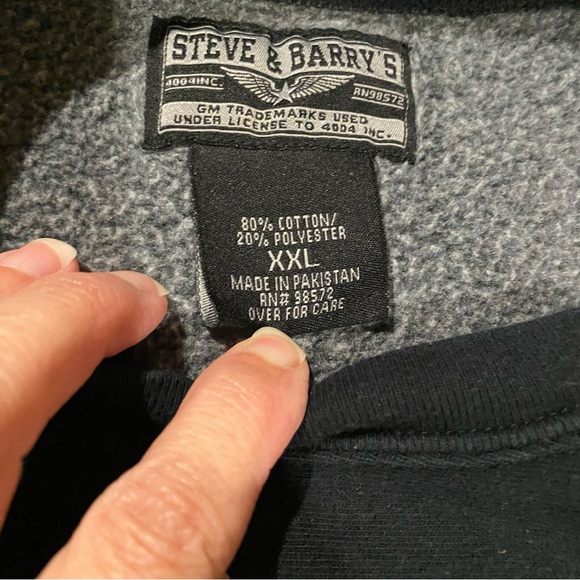 STEVE & BARRY'S
4004INC. RN98572
GM TRADEMARKS USED
UNDER LICENSE TO 4004 INC.
80% COTTON/
20% POLYESTER
XXL
MADE IN PAKISTAN
RN# 98572
OVER FOR CARE